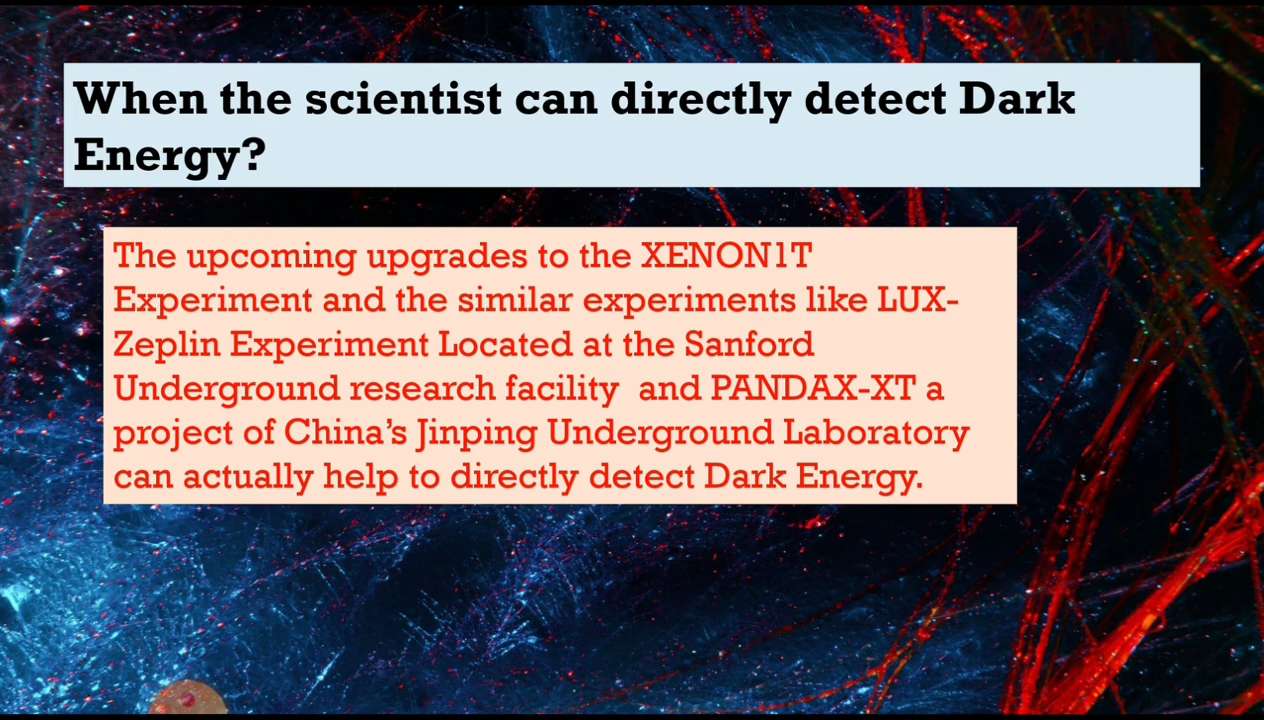 When the scientist can directly detect Dark
Energy?
The upcoming upgrades to the XENON1T
Experiment and the similar experiments like LUX-
Zeplin Experiment Located at the Sanford
Underground research facility  and PANDAX-XT a
project of China’s Jinping Underground Laboratory
can actually help to directly detect Dark Energy.